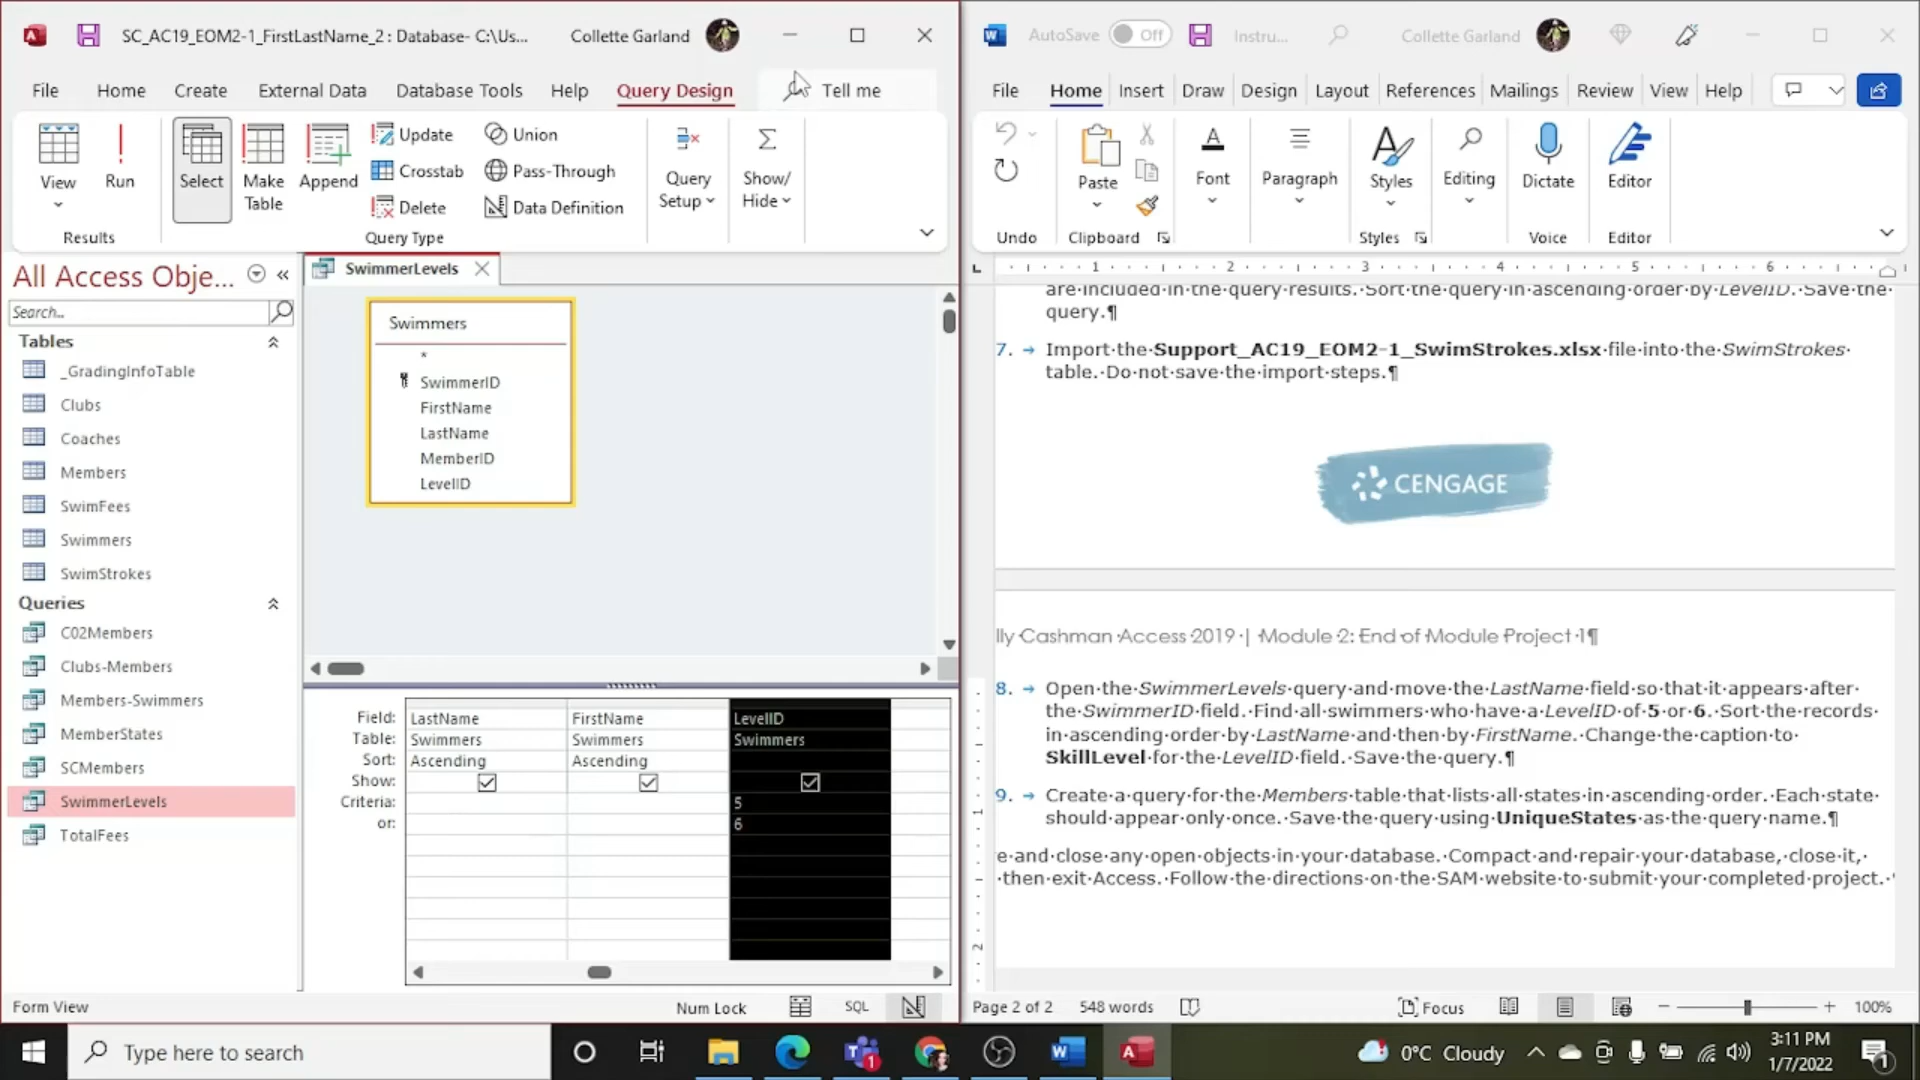 SC_AC19_EOM2-1_FirstLastName_2 : Database- C:\Us...
Collette Garland
File Home Create External Data Database Tools Help Query Design Tell me
View
Run
Select
Make Table
Append
Update
Crosstab
Delete
Union
Pass-Through
Data Definition
Query Setup
Show/ Hide
Results
Query Type
All Access Obje...
Search...
Tables
_GradingInfoTable
Clubs
Coaches
Members
SwimFees
Swimmers
SwimStrokes
Queries
C02Members
Clubs-Members
Members-Swimmers
MemberStates
SCMembers
SwimmerLevels
TotalFees
SwimmerLevels
Swimmers
*
SwimmerID
FirstName
LastName
MemberID
LevelID
Field: LastName FirstName LevelID
Table: Swimmers Swimmers Swimmers
Sort: Ascending Ascending
Show:
Criteria: 5
or: 6
Form View
Num Lock
SQL
AutoSave Off
Instru...
Collette Garland
File Home Insert Draw Design Layout References Mailings Review View Help
Paste
Font
Paragraph
Styles
Editing
Dictate
Editor
Undo
Clipboard
Styles
Voice
Editor
1 2 3 4 5 6
are·included·in·the·query·results.·Sort·the·query·in·ascending·order·by·LevelID.·Save·the·
query.¶
7. → Import·the·Support_AC19_EOM2-1_SwimStrokes.xlsx·file·into·the·SwimStrokes·
table.·Do·not·save·the·import·steps.¶
CENGAGE
lly·Cashman·Access·2019·|·Module·2:·End·of·Module·Project·1¶
8. → Open·the·SwimmerLevels·query·and·move·the·LastName·field·so·that·it·appears·after·
the·SwimmerID·field.·Find·all·swimmers·who·have·a·LevelID·of·5·or·6.·Sort·the·records·
in·ascending·order·by·LastName·and·then·by·FirstName.·Change·the·caption·to·
SkillLevel·for·the·LevelID·field.·Save·the·query.¶
9. → Create·a·query·for·the·Members·table·that·lists·all·states·in·ascending·order.·Each·state·
should·appear·only·once.·Save·the·query·using·UniqueStates·as·the·query·name.¶
e·and·close·any·open·objects·in·your·database.·Compact·and·repair·your·database,·close·it,·
·then·exit·Access.·Follow·the·directions·on·the·SAM·website·to·submit·your·completed·project.·
1
2
Page 2 of 2 548 words
Focus
100%
Type here to search
1
0°C Cloudy
3:11 PM
1/7/2022
1